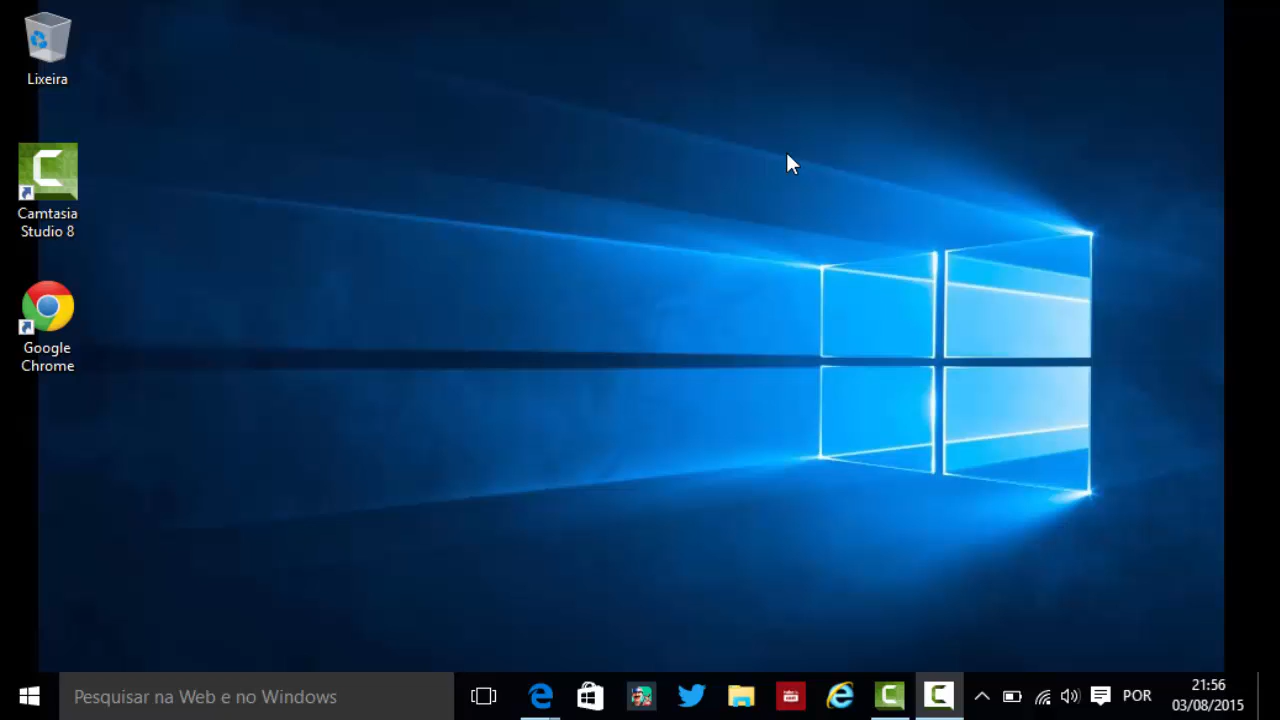 Lixeira
Camtasia
Studio 8
Google
Chrome
Pesquisar na Web e no Windows
POR
21:56
03/08/2015